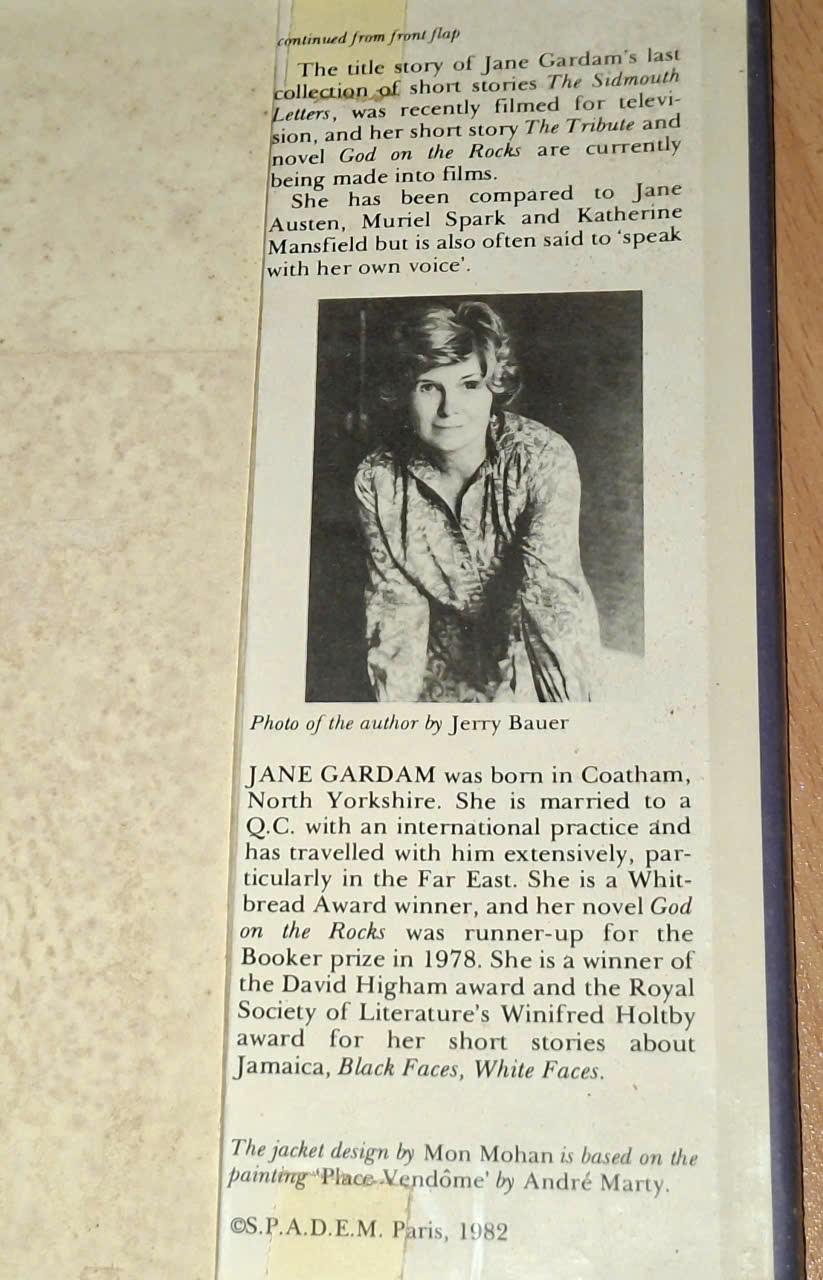 continued from front flap
The title story of Jane Gardam's last
collection of short stories The Sidmouth
Letters, was recently filmed for televi-
sion, and her short story The Tribute and
novel God on the Rocks are currently
being made into films.
She has been compared to Jane
Austen, Muriel Spark and Katherine
Mansfield but is also often said to 'speak
with her own voice'.
Photo of the author by Jerry Bauer
JANE GARDAM was born in Coatham,
North Yorkshire. She is married to a
Q.C. with an international practice and
has travelled with him extensively, par-
ticularly in the Far East. She is a Whit-
bread Award winner, and her novel God
on the Rocks was runner-up for the
Booker prize in 1978. She is a winner of
the David Higham award and the Royal
Society of Literature's Winifred Holtby
award for her short stories about
Jamaica, Black Faces, White Faces.
The jacket design by Mon Mohan is based on the
painting 'Place Vendôme' by André Marty.
©S.P.A.D.E.M. Paris, 1982